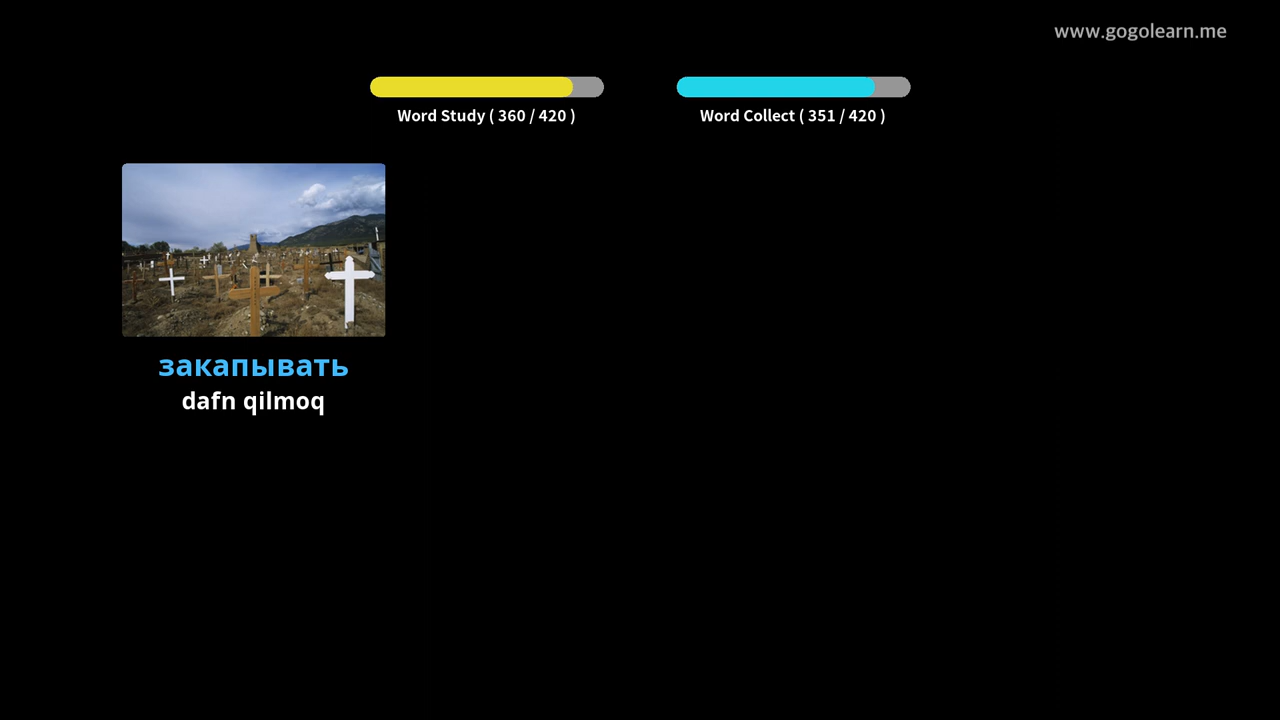 www.gogolearn.me
Word Study ( 360 / 420 )
Word Collect ( 351 / 420 )
закапывать
dafn qilmoq